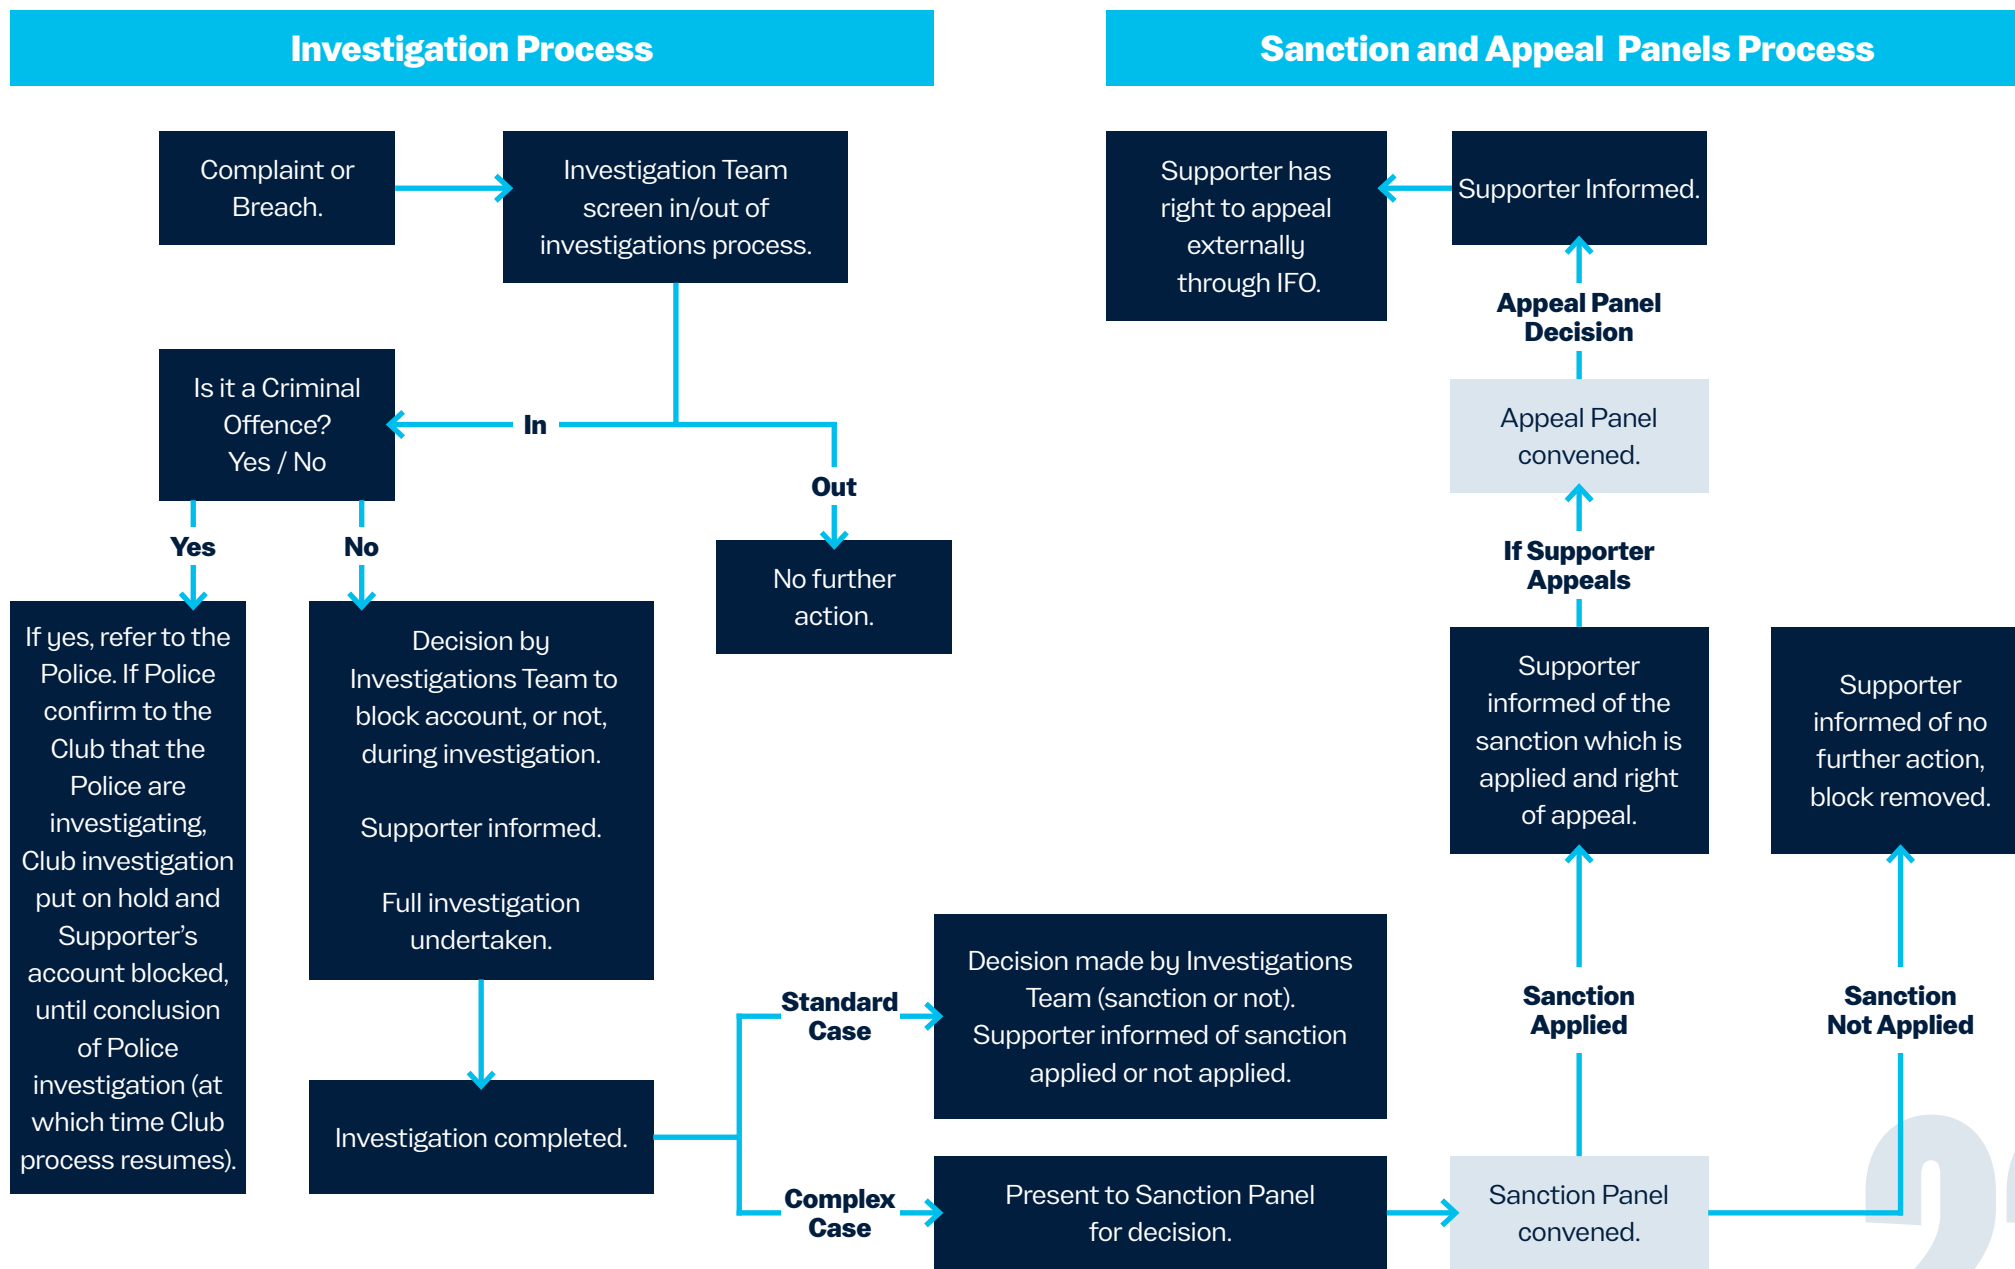 Investigation Process
Complaint or
Breach.
Investigation Team
screen in/out of
investigations process.
Is it a Criminal
Offence?
Yes / No
In
Out
Yes
No
No further
action.
If yes, refer to the
Police. If Police
confirm to the
Club that the
Police are
investigating,
Club investigation
put on hold and
Supporter’s
account blocked,
until conclusion
of Police
investigation (at
which time Club
process resumes).
Decision by
Investigations Team to
block account, or not,
during investigation.
Supporter informed.
Full investigation
undertaken.
Investigation completed.
Standard
Case
Decision made by Investigations
Team (sanction or not).
Supporter informed of sanction
applied or not applied.
Complex
Case
Present to Sanction Panel
for decision.
Sanction and Appeal Panels Process
Supporter has
right to appeal
externally
through IFO.
Supporter Informed.
Appeal Panel
Decision
Appeal Panel
convened.
If Supporter
Appeals
Supporter
informed of the
sanction which is
applied and right
of appeal.
Supporter
informed of no
further action,
block removed.
Sanction
Applied
Sanction
Not Applied
Sanction Panel
convened.